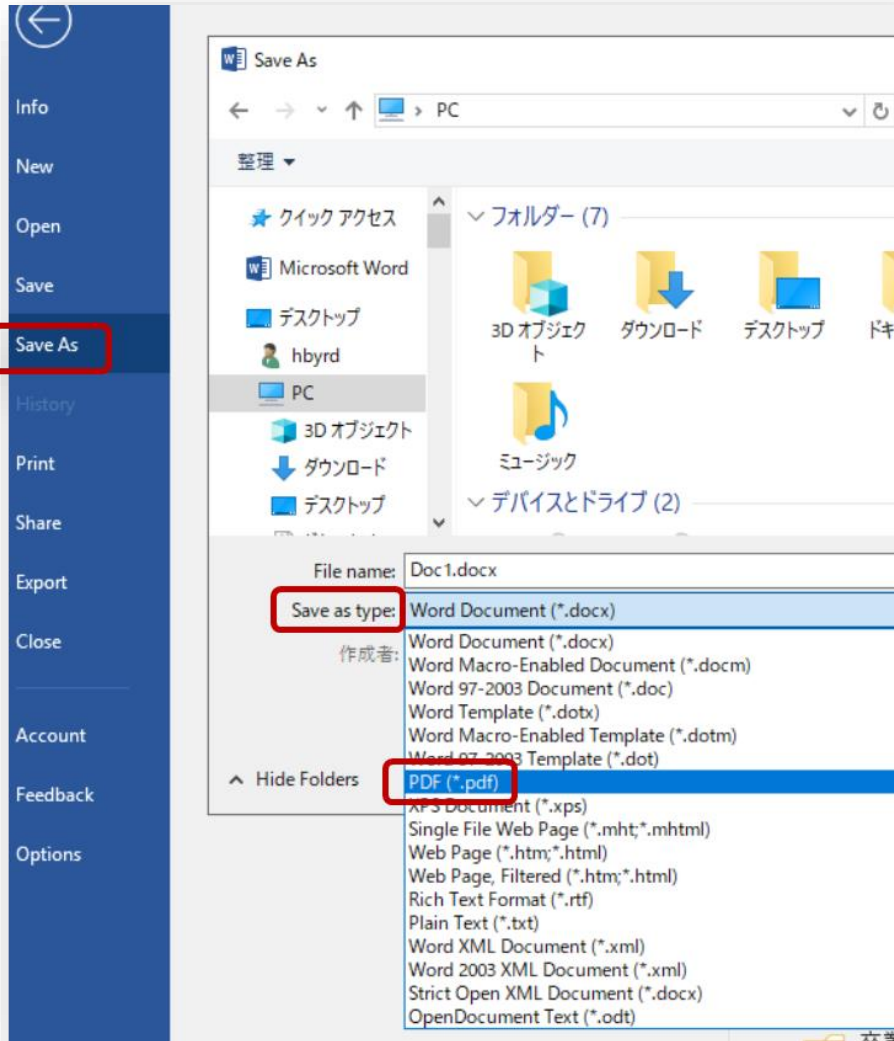 Info
New
Open
Save
Save As
History
Print
Share
Export
Close
Account
Feedback
Options
Save As
PC
整理
クイック アクセス
Microsoft Word
デスクトップ
hbyrd
PC
3D オブジェクト
ダウンロード
デスクトップ
フォルダー (7)
3D オブジェク
ト
ダウンロード
デスクトップ
ドキ
ミュージック
デバイスとドライブ (2)
File name: Doc1.docx
Save as type: Word Document (*.docx)
作成者:
Hide Folders
Word Document (*.docx)
Word Macro-Enabled Document (*.docm)
Word 97-2003 Document (*.doc)
Word Template (*.dotx)
Word Macro-Enabled Template (*.dotm)
Word 97-2003 Template (*.dot)
PDF (*.pdf)
XPS Document (*.xps)
Single File Web Page (*.mht;*.mhtml)
Web Page (*.htm;*.html)
Web Page, Filtered (*.htm;*.html)
Rich Text Format (*.rtf)
Plain Text (*.txt)
Word XML Document (*.xml)
Word 2003 XML Document (*.xml)
Strict Open XML Document (*.docx)
OpenDocument Text (*.odt)